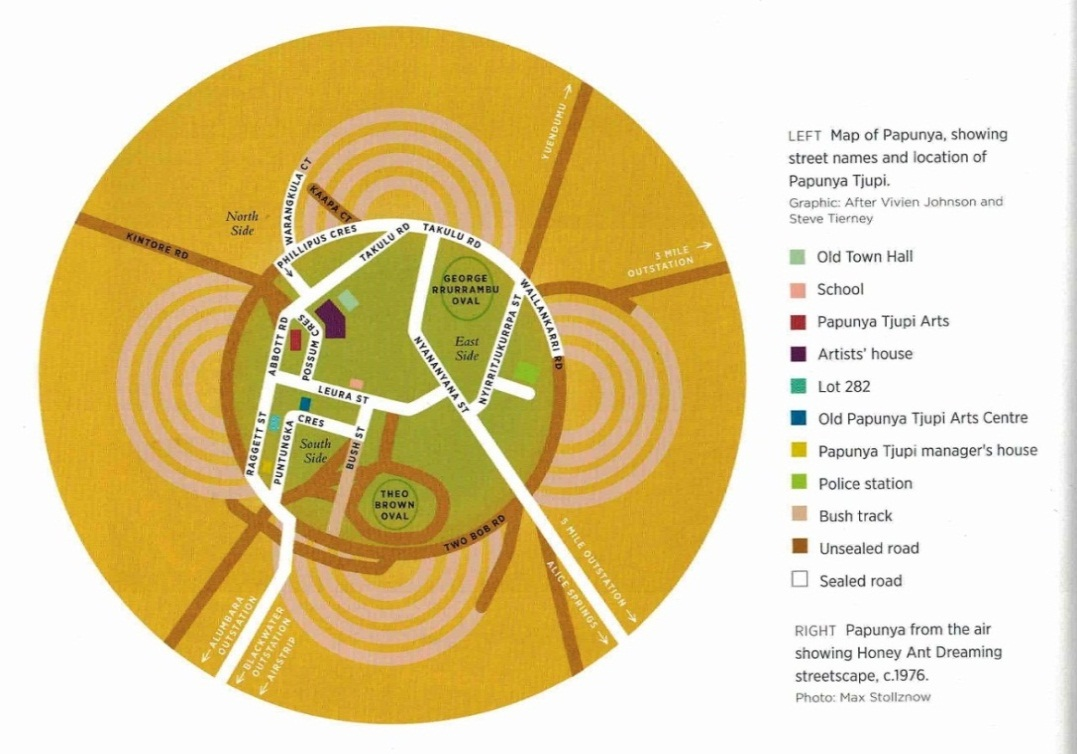 YUENDUMU
3 MILE
OUTSTATION
KINTORE RD
North
Side
WARANGKULA CT
KAAPA CT
PHILLIPUS CRES
TAKULU RD
TAKULU RD
GEORGE
RRURRAMBU
OVAL
WALLANKARRI RD
East
Side
NYANANYANA ST
NYIRRITJUKURRPA ST
ABBOTT RD
POSSUM CRES
LEURA ST
CRES
PUNTUNGKA
RAGGETT ST
South
Side
BUSH ST
THEO
BROWN
OVAL
TWO BOB RD
5 MILE OUTSTATION
ALICE SPRINGS
ALUMBARA
OUTSTATION
BLACKWATER
OUTSTATION
AIRSTRIP
LEFT Map of Papunya, showing
street names and location of
Papunya Tjupi.
Graphic: After Vivien Johnson and
Steve Tierney
Old Town Hall
School
Papunya Tjupi Arts
Artists' house
Lot 282
Old Papunya Tjupi Arts Centre
Papunya Tjupi manager's house
Police station
Bush track
Unsealed road
Sealed road
RIGHT Papunya from the air
showing Honey Ant Dreaming
streetscape, c.1976.
Photo: Max Stollznow